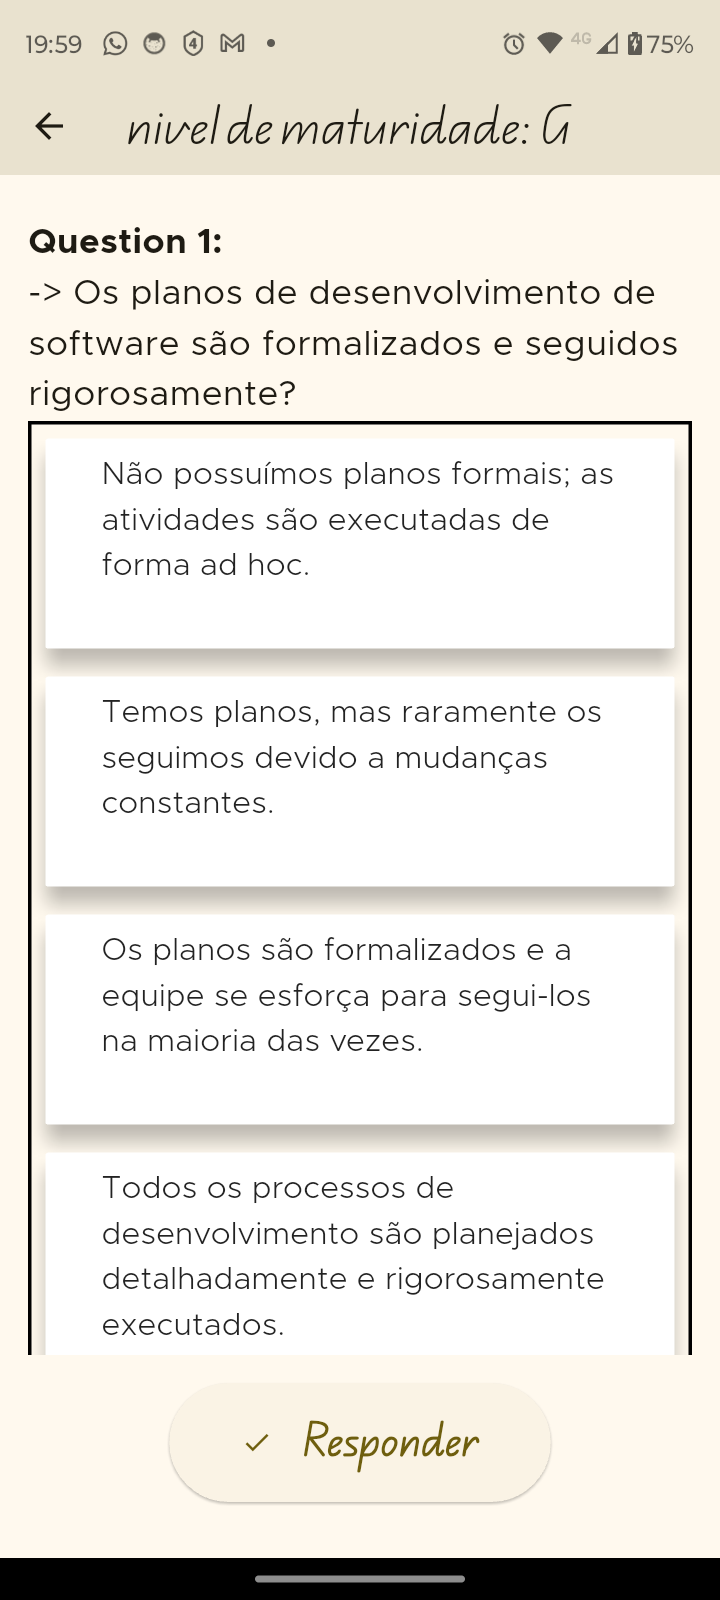 19:59
4
4G
75%
nivel de maturidade: G
Question 1:
-> Os planos de desenvolvimento de
software são formalizados e seguidos
rigorosamente?
Não possuímos planos formais; as
atividades são executadas de
forma ad hoc.
Temos planos, mas raramente os
seguimos devido a mudanças
constantes.
Os planos são formalizados e a
equipe se esforça para segui-los
na maioria das vezes.
Todos os processos de
desenvolvimento são planejados
detalhadamente e rigorosamente
executados.
Responder